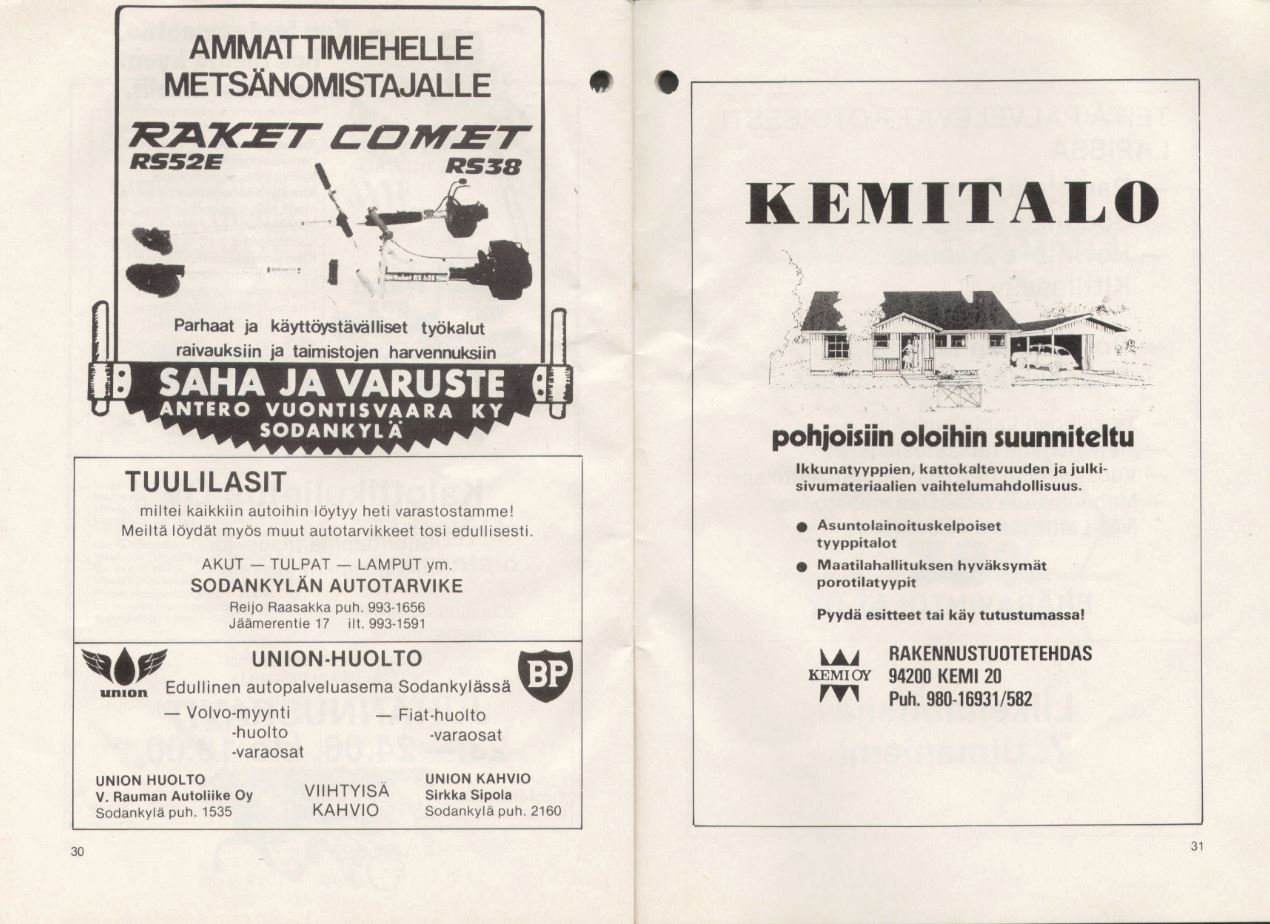 AMMATTIMIEHELLE
METSÄNOMISTAJALLE
RAKET COMET
RS52E RS38
Raket RS 52E
Parhaat ja käyttöystävälliset työkalut
raivauksiin ja taimistojen harvennuksiin
SAHA JA VARUSTE
ANTERO VUONTISVAARA KY
SODANKYLÄ
TUULILASIT
miltei kaikkiin autoihin löytyy heti varastostamme!
Meiltä löydät myös muut autotarvikkeet tosi edullisesti.
AKUT — TULPAT — LAMPUT ym.
SODANKYLÄN AUTOTARVIKE
Reijo Raasakka puh. 993-1656
Jäämerentie 17 ilt. 993-1591
UNION-HUOLTO
union
BP
Edullinen autopalveluasema Sodankylässä
— Volvo-myynti — Fiat-huolto
-huolto -varaosat
-varaosat
UNION HUOLTO
V. Rauman Autoliike Oy
Sodankylä puh. 1535
VIIHTYISÄ
KAHVIO
UNION KAHVIO
Sirkka Sipola
Sodankylä puh. 2160
30
KEMITALO
pohjoisiin oloihin suunniteltu
Ikkunatyyppien, kattokaltevuuden ja julki-
sivumateriaalien vaihtelumahdollisuus.
● Asuntolainoituskelpoiset
tyyppitalot
● Maatilahallituksen hyväksymät
porotilatyypit
Pyydä esitteet tai käy tutustumassa!
KEMI OY
RAKENNUSTUOTETEHDAS
94200 KEMI 20
Puh. 980-16931/582
31